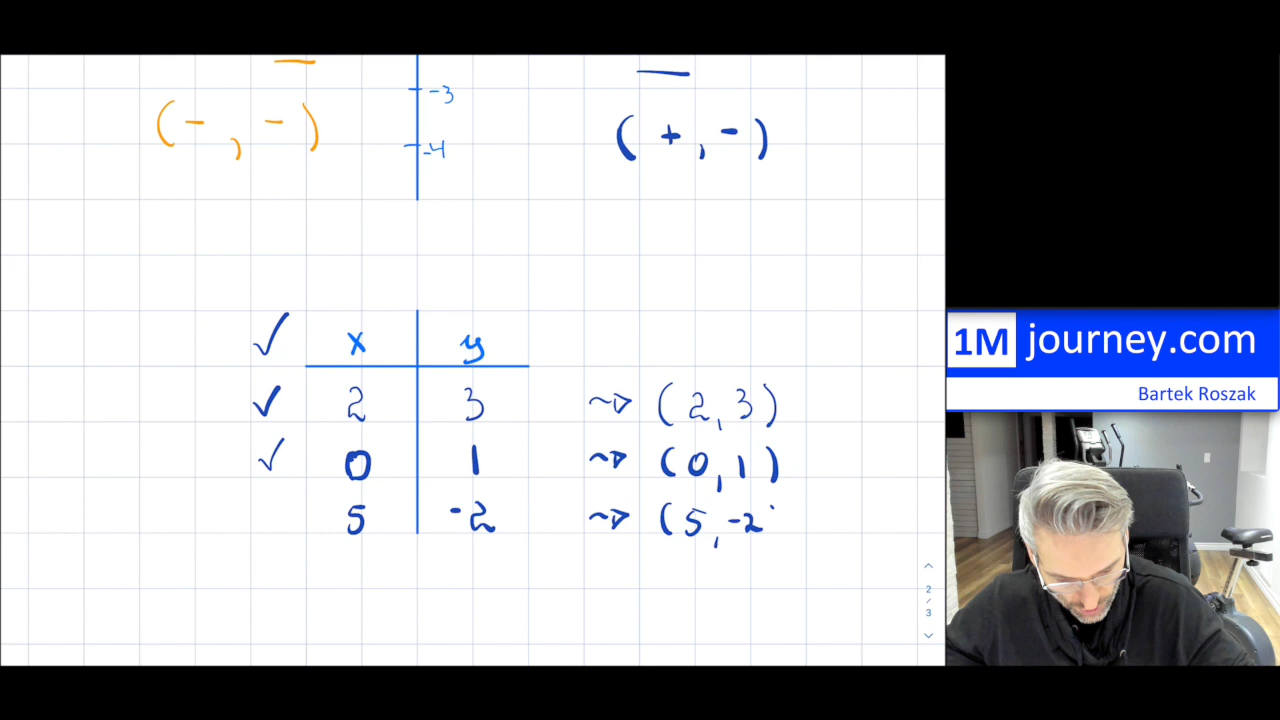 -3
(-, -)
(+, -)
-4
1M journey.com
Bartek Roszak
✓ x y
✓ 2 3 ~> (2, 3)
✓ 0 1 ~> (0, 1)
5 -2 ~> (5, -2
2
/
3